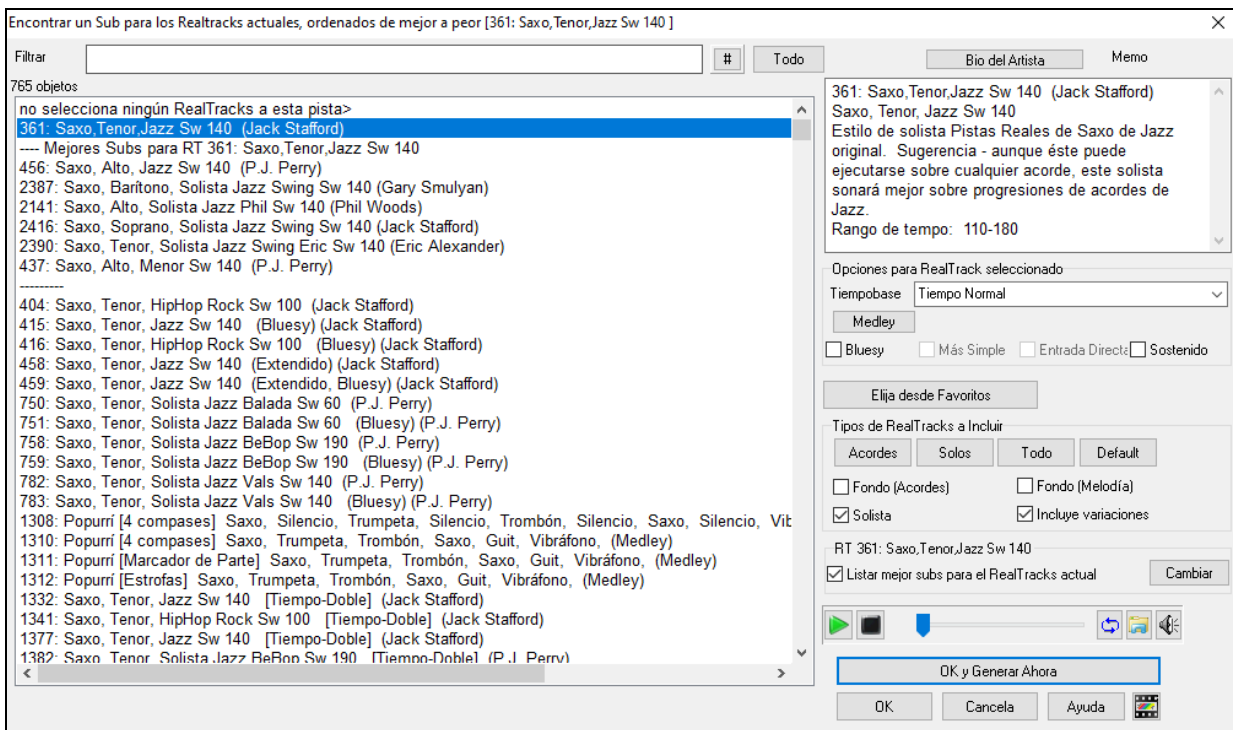 Encontrar un Sub para los Realtracks actuales, ordenados de mejor a peor [361: Saxo,Tenor,Jazz Sw 140 ]
Filtrar
#
Todo
765 objetos
no selecciona ningún RealTracks a esta pista>
361: Saxo,Tenor,Jazz Sw 140 (Jack Stafford)
---- Mejores Subs para RT 361: Saxo,Tenor,Jazz Sw 140
456: Saxo, Alto, Jazz Sw 140 (P.J. Perry)
2387: Saxo, Barítono, Solista Jazz Swing Sw 140 (Gary Smulyan)
2141: Saxo, Alto, Solista Jazz Phil Sw 140 (Phil Woods)
2416: Saxo, Soprano, Solista Jazz Swing Sw 140 (Jack Stafford)
2390: Saxo, Tenor, Solista Jazz Swing Eric Sw 140 (Eric Alexander)
437: Saxo, Alto, Menor Sw 140 (P.J. Perry)
---------
404: Saxo, Tenor, HipHop Rock Sw 100 (Jack Stafford)
415: Saxo, Tenor, Jazz Sw 140 (Bluesy) (Jack Stafford)
416: Saxo, Tenor, HipHop Rock Sw 100 (Bluesy) (Jack Stafford)
458: Saxo, Tenor, Jazz Sw 140 (Extendido) (Jack Stafford)
459: Saxo, Tenor, Jazz Sw 140 (Extendido, Bluesy) (Jack Stafford)
750: Saxo, Tenor, Solista Jazz Balada Sw 60 (P.J. Perry)
751: Saxo, Tenor, Solista Jazz Balada Sw 60 (Bluesy) (P.J. Perry)
758: Saxo, Tenor, Solista Jazz BeBop Sw 190 (P.J. Perry)
759: Saxo, Tenor, Solista Jazz BeBop Sw 190 (Bluesy) (P.J. Perry)
782: Saxo, Tenor, Solista Jazz Vals Sw 140 (P.J. Perry)
783: Saxo, Tenor, Solista Jazz Vals Sw 140 (Bluesy) (P.J. Perry)
1308: Popurrí [4 compases] Saxo, Silencio, Trumpeta, Silencio, Trombón, Silencio, Saxo, Silencio, Vib
1310: Popurrí [4 compases] Saxo, Trumpeta, Trombón, Saxo, Guit, Vibráfono, (Medley)
1311: Popurrí [Marcador de Parte] Saxo, Trumpeta, Trombón, Saxo, Guit, Vibráfono, (Medley)
1312: Popurrí [Estrofas] Saxo, Trumpeta, Trombón, Saxo, Guit, Vibráfono, (Medley)
1332: Saxo, Tenor, Jazz Sw 140 [Tiempo-Doble] (Jack Stafford)
1341: Saxo, Tenor, HipHop Rock Sw 100 [Tiempo-Doble] (Jack Stafford)
1377: Saxo, Tenor, Jazz Sw 140 [Tiempo-Doble] (Jack Stafford)
1382: Saxo, Tenor, Solista Jazz BeBop Sw 190 [Tiempo-Doble] (P.J. Perry)
Bio del Artista
Memo
361: Saxo,Tenor,Jazz Sw 140 (Jack Stafford)
Saxo, Tenor, Jazz Sw 140
Estilo de solista Pistas Reales de Saxo de Jazz
original. Sugerencia - aunque éste puede
ejecutarse sobre cualquier acorde, este solista
sonará mejor sobre progresiones de acordes de
Jazz.
Rango de tempo: 110-180
Opciones para RealTrack seleccionado
Tiempobase
Tiempo Normal
Medley
Bluesy
Más Simple
Entrada Directa
Sostenido
Elija desde Favoritos
Tipos de RealTracks a Incluir
Acordes
Solos
Todo
Default
Fondo (Acordes)
Fondo (Melodía)
Solista
Incluye variaciones
RT 361: Saxo,Tenor,Jazz Sw 140
Listar mejor subs para el RealTracks actual
Cambiar
OK y Generar Ahora
OK
Cancela
Ayuda